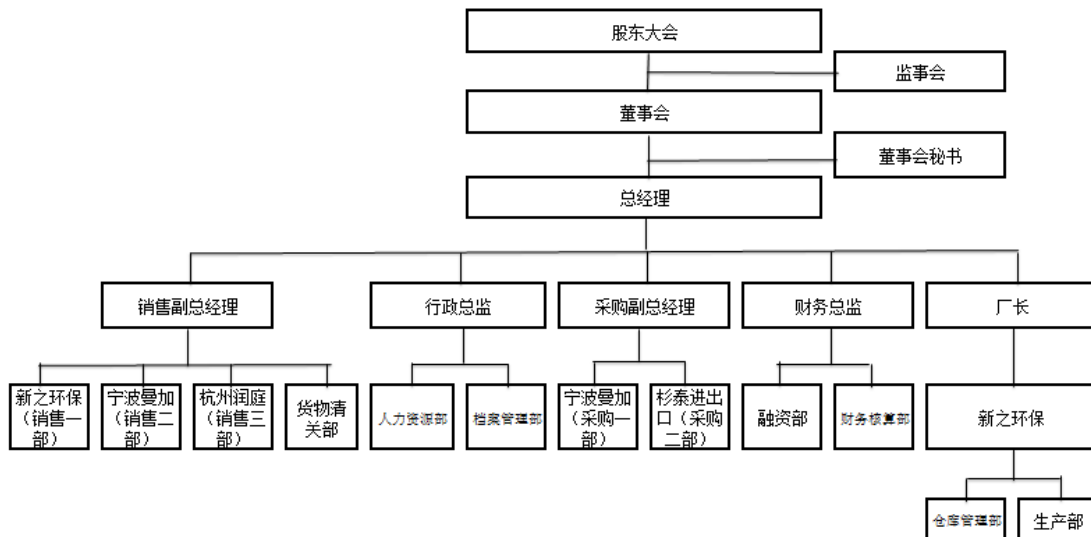 股东大会
监事会
董事会
董事会秘书
总经理
销售副总经理
行政总监
采购副总经理
财务总监
厂长
新之环保
（销售一
部）
宁波曼加
（销售二
部）
杭州润庭
（销售三
部）
货物清
关部
人力资源部
档案管理部
宁波曼加
（采购一
部）
杉泰进出
口（采购
二部）
融资部
财务核算部
新之环保
仓库管理部
生产部